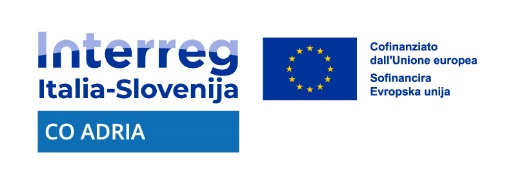 Interreg
Italia-Slovenija
CO ADRIA
Cofinanziato
dall'Unione europea
Sofinancira
Evropska unija